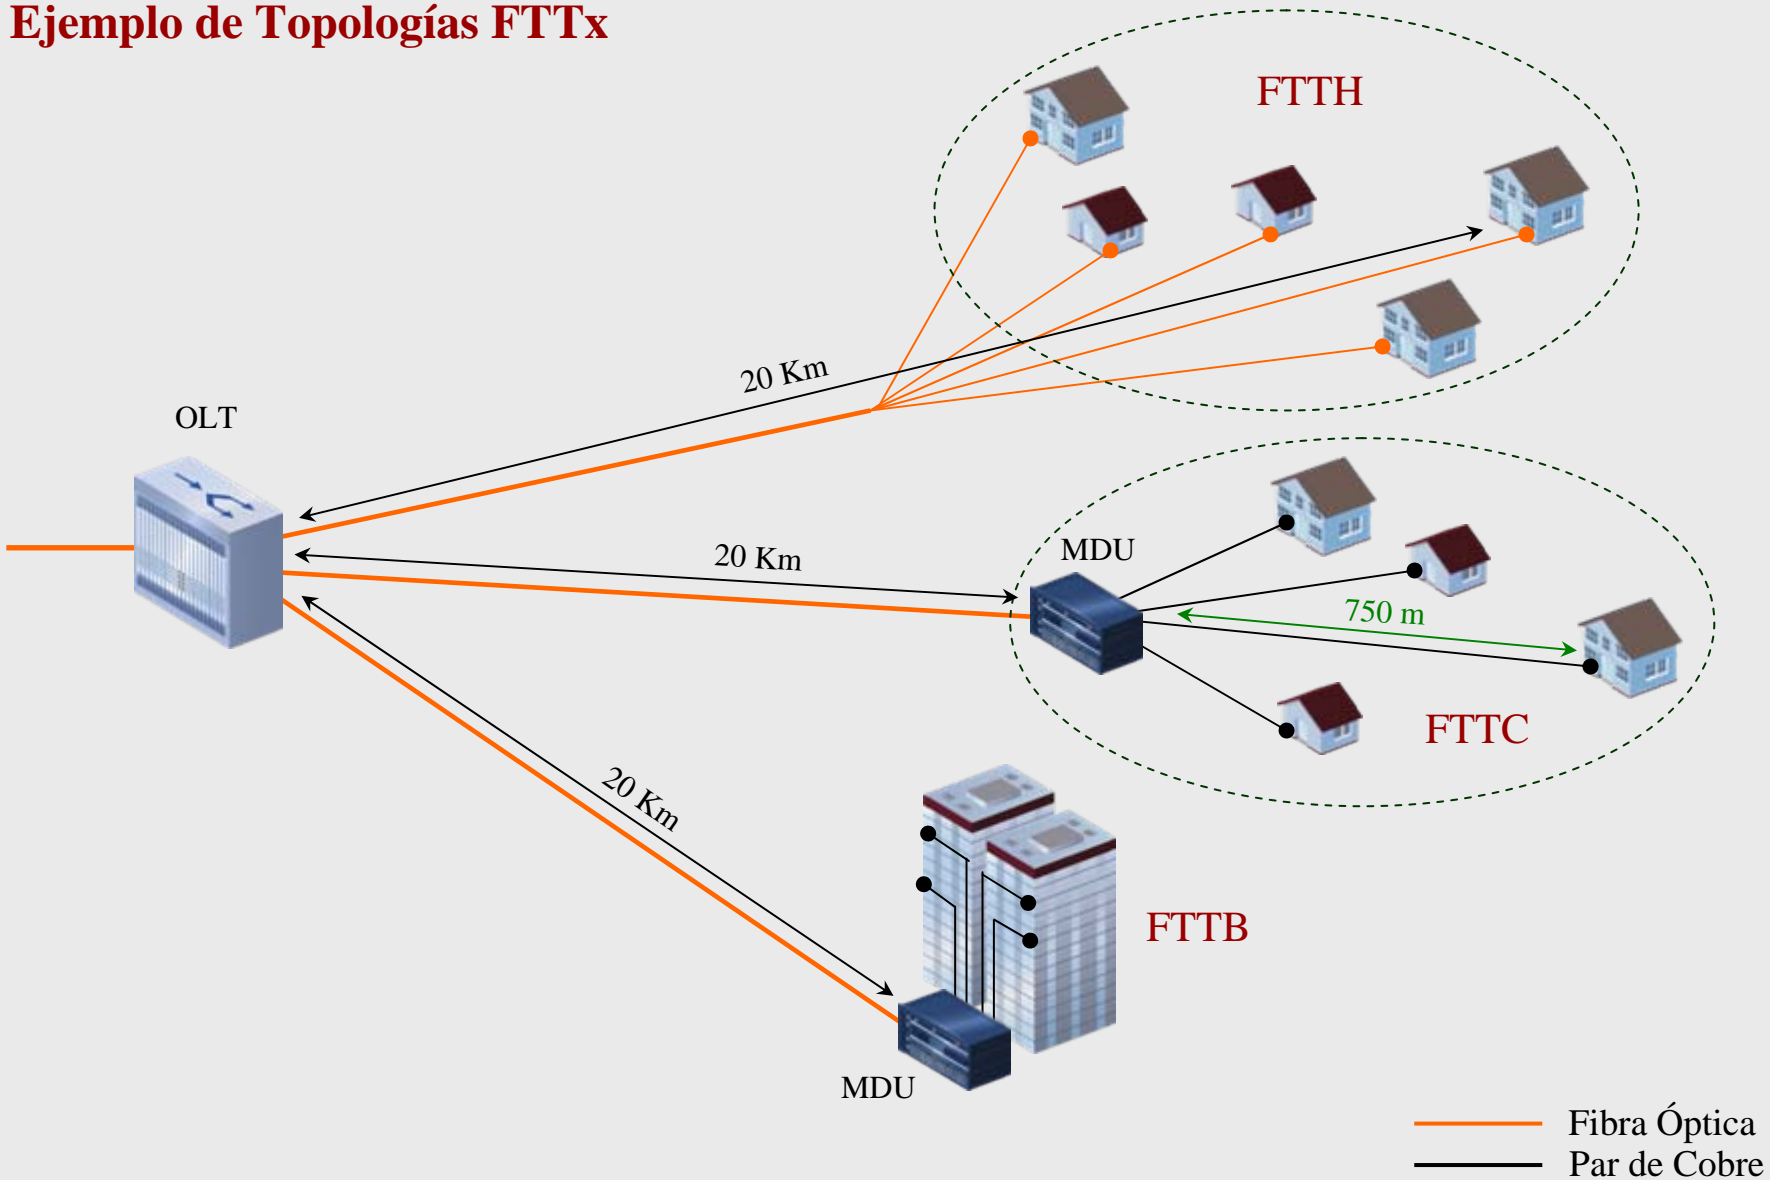 Ejemplo de Topologías FTTx
FTTH
20 Km
OLT
20 Km
MDU
750 m
FTTC
20 Km
FTTB
MDU
Fibra Óptica
Par de Cobre